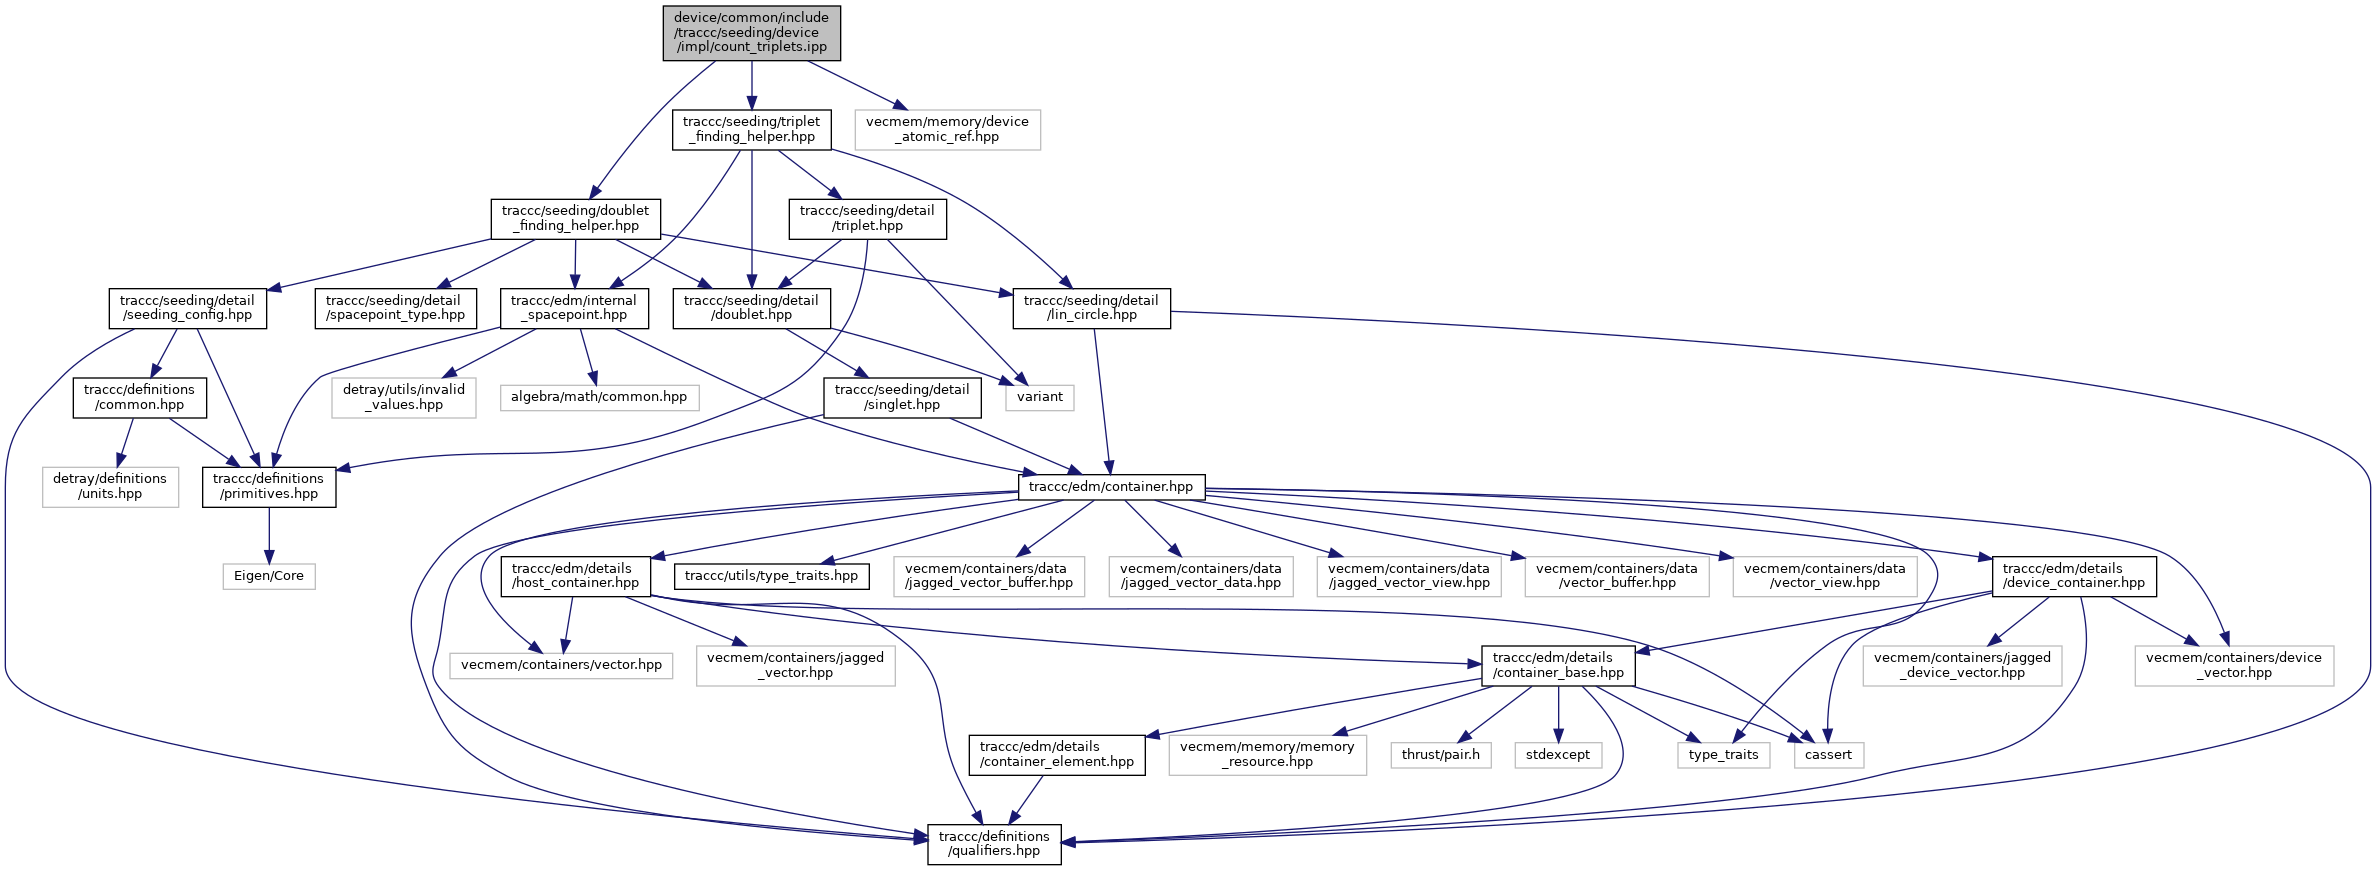 device/common/include
/traccc/seeding/device
/impl/count_triplets.ipp
traccc/seeding/triplet
_finding_helper.hpp
vecmem/memory/device
_atomic_ref.hpp
traccc/seeding/doublet
_finding_helper.hpp
traccc/seeding/detail
/triplet.hpp
traccc/seeding/detail
/seeding_config.hpp
traccc/seeding/detail
/spacepoint_type.hpp
traccc/edm/internal
_spacepoint.hpp
traccc/seeding/detail
/doublet.hpp
traccc/seeding/detail
/lin_circle.hpp
traccc/definitions
/common.hpp
detray/utils/invalid
_values.hpp
algebra/math/common.hpp
traccc/seeding/detail
/singlet.hpp
variant
detray/definitions
/units.hpp
traccc/definitions
/primitives.hpp
traccc/edm/container.hpp
Eigen/Core
traccc/edm/details
/host_container.hpp
traccc/utils/type_traits.hpp
vecmem/containers/data
/jagged_vector_buffer.hpp
vecmem/containers/data
/jagged_vector_data.hpp
vecmem/containers/data
/jagged_vector_view.hpp
vecmem/containers/data
/vector_buffer.hpp
vecmem/containers/data
/vector_view.hpp
traccc/edm/details
/device_container.hpp
vecmem/containers/vector.hpp
vecmem/containers/jagged
_vector.hpp
traccc/edm/details
/container_base.hpp
vecmem/containers/jagged
_device_vector.hpp
vecmem/containers/device
_vector.hpp
traccc/edm/details
/container_element.hpp
vecmem/memory/memory
_resource.hpp
thrust/pair.h
stdexcept
type_traits
cassert
traccc/definitions
/qualifiers.hpp